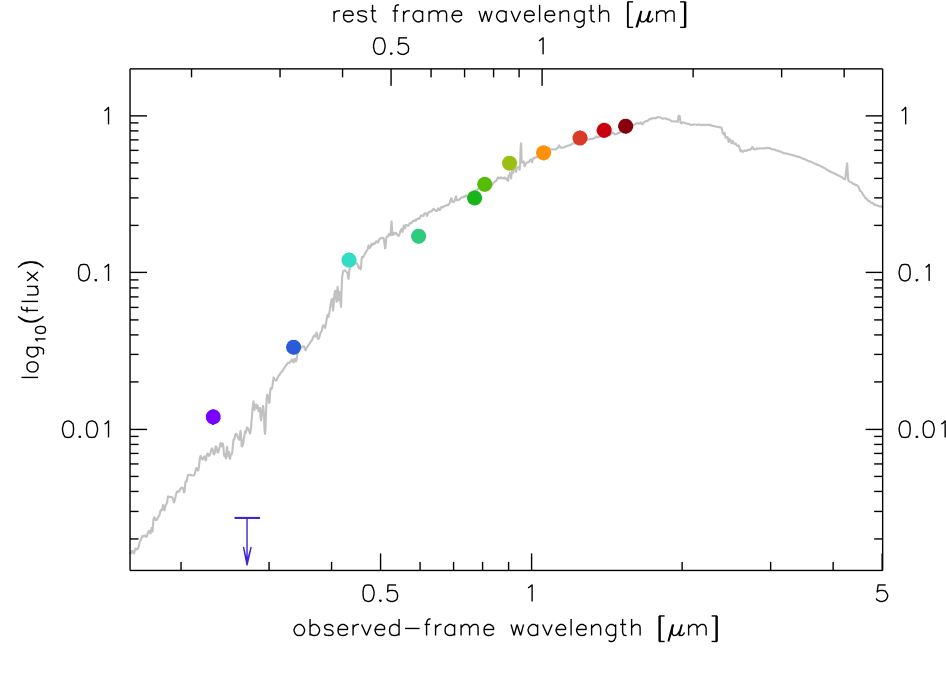 rest frame wavelength [μm]
0.5 1
1 1
0.1 0.1
0.01 0.01
log10(flux)
0.5 1 5
observed-frame wavelength [μm]